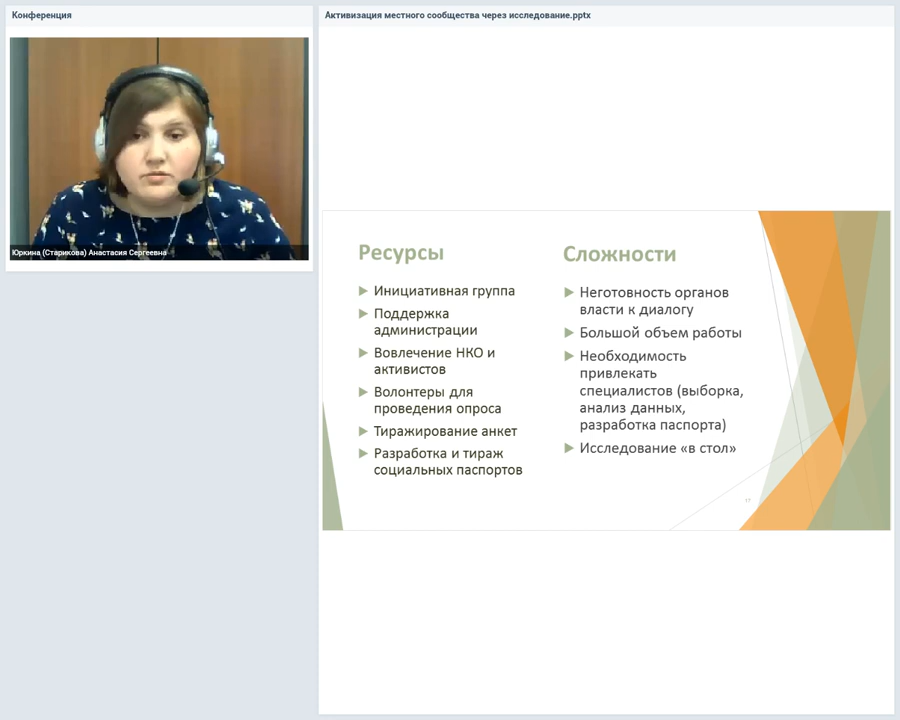 Конференция
Юркина (Старикова) Анастасия Сергеевна
Активизация местного сообщества через исследование.pptx
Ресурсы
Инициативная группа
Поддержка
администрации
Вовлечение НКО и
активистов
Волонтеры для
проведения опроса
Тиражирование анкет
Разработка и тираж
социальных паспортов
Сложности
Неготовность органов
власти к диалогу
Большой объем работы
Необходимость
привлекать
специалистов (выборка,
анализ данных,
разработка паспорта)
Исследование «в стол»
17